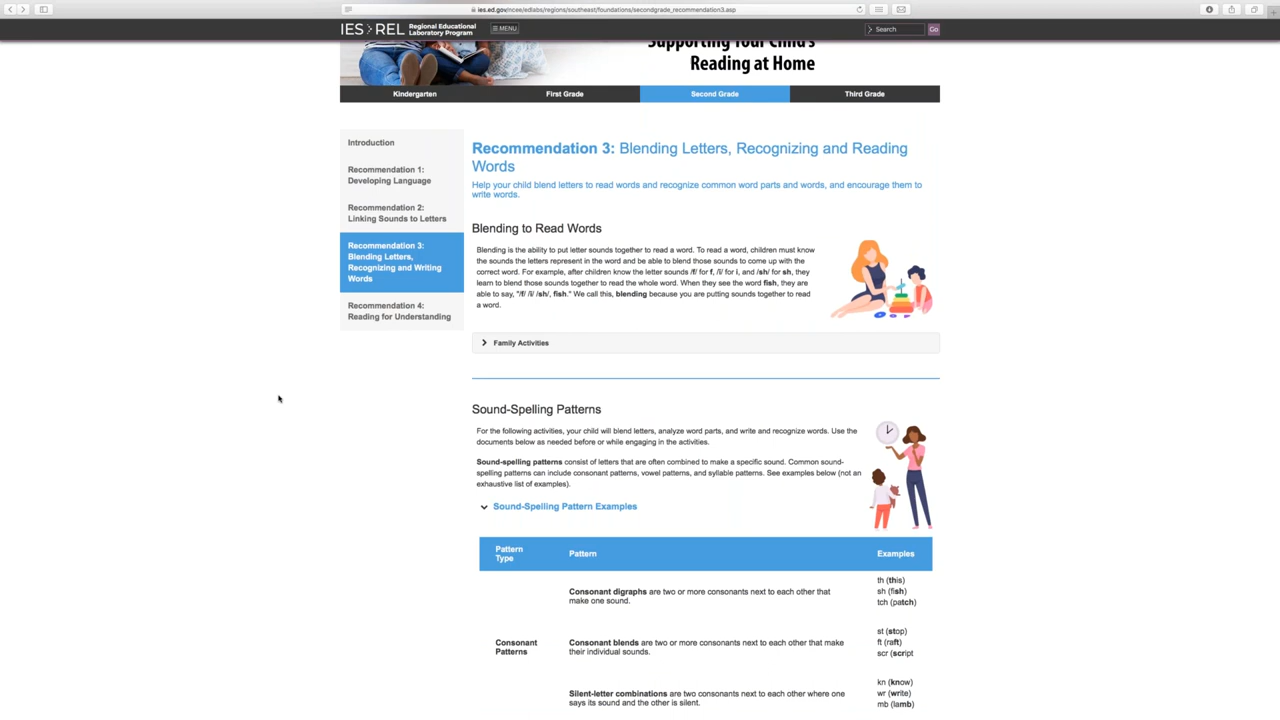 ies.ed.gov/ncee/edlabs/regions/southeast/foundations/secondgrade_recommendation3.asp
IES > REL Regional Educational
Laboratory Program
MENU
Search
Go
Supporting Your Child's
Reading at Home
Kindergarten
First Grade
Second Grade
Third Grade
Introduction
Recommendation 1:
Developing Language
Recommendation 2:
Linking Sounds to Letters
Recommendation 3:
Blending Letters,
Recognizing and Writing
Words
Recommendation 4:
Reading for Understanding
Recommendation 3: Blending Letters, Recognizing and Reading
Words
Help your child blend letters to read words and recognize common word parts and words, and encourage them to
write words.
Blending to Read Words
Blending is the ability to put letter sounds together to read a word. To read a word, children must know
the sounds the letters represent in the word and be able to blend those sounds to come up with the
correct word. For example, after children know the letter sounds /f/ for f, /ĭ/ for i, and /sh/ for sh, they
learn to blend those sounds together to read the whole word. When they see the word fish, they are
able to say, "/f/ /ĭ/ /sh/, fish." We call this, blending because you are putting sounds together to read
a word.
Family Activities
Sound-Spelling Patterns
For the following activities, your child will blend letters, analyze word parts, and write and recognize words. Use the
documents below as needed before or while engaging in the activities.
Sound-spelling patterns consist of letters that are often combined to make a specific sound. Common sound-
spelling patterns can include consonant patterns, vowel patterns, and syllable patterns. See examples below (not an
exhaustive list of examples).
Sound-Spelling Pattern Examples
Pattern
Type
Pattern
Examples
Consonant
Patterns
Consonant digraphs are two or more consonants next to each other that
make one sound.
th (this)
sh (fish)
tch (patch)
Consonant blends are two or more consonants next to each other that make
their individual sounds.
st (stop)
ft (raft)
scr (script
Silent-letter combinations are two consonants next to each other where one
says its sound and the other is silent.
kn (know)
wr (write)
mb (lamb)